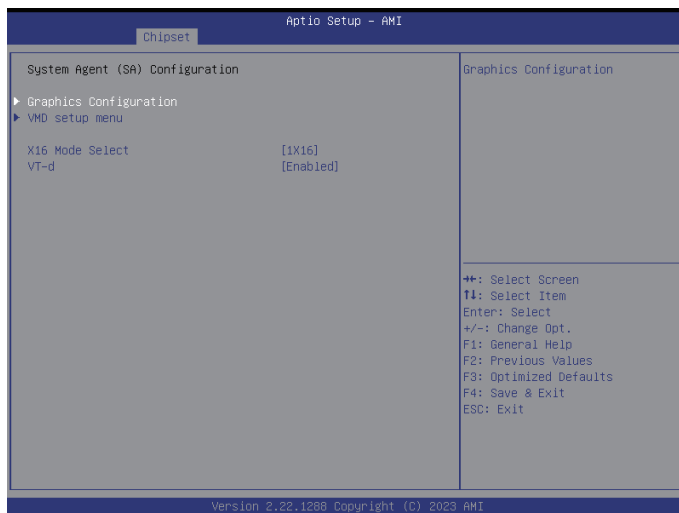 Aptio Setup – AMI
Chipset
System Agent (SA) Configuration
Graphics Configuration
VMD setup menu
X16 Mode Select [1X16]
VT-d [Enabled]
Graphics Configuration
→←: Select Screen
↑↓: Select Item
Enter: Select
+/-: Change Opt.
F1: General Help
F2: Previous Values
F3: Optimized Defaults
F4: Save & Exit
ESC: Exit
Version 2.22.1288 Copyright (C) 2023 AMI